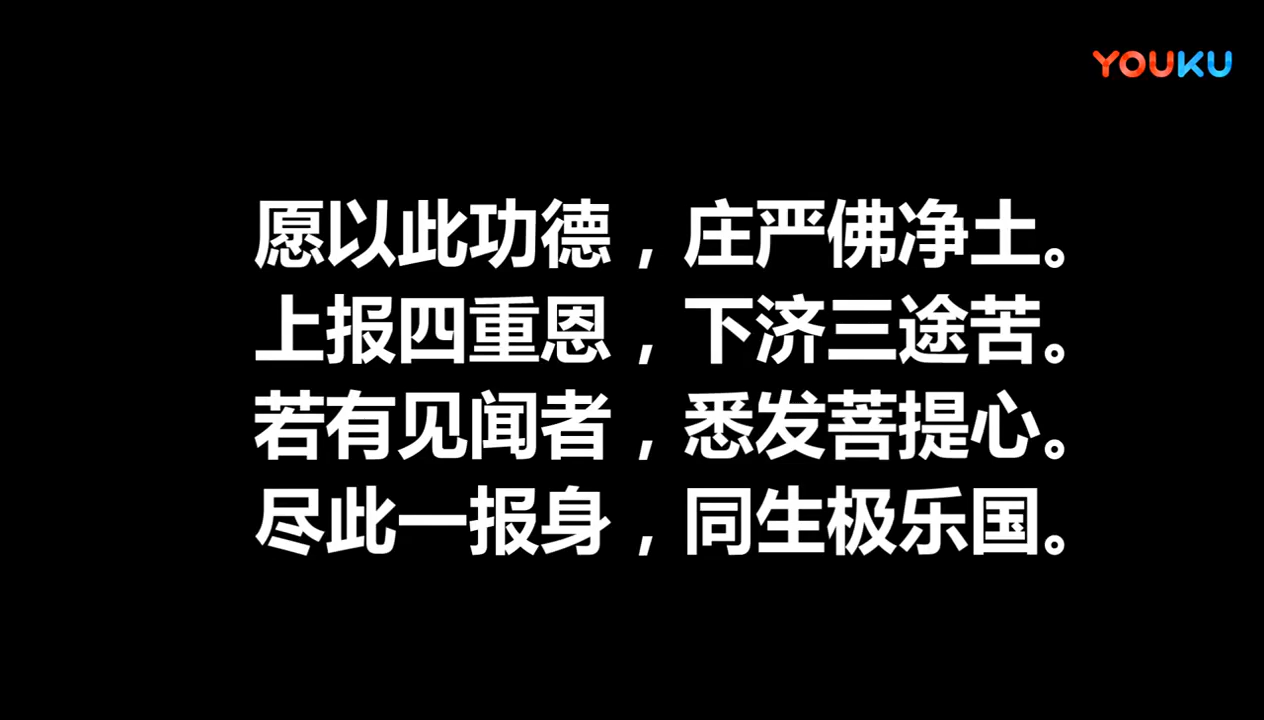 YOUKU
愿以此功德，庄严佛净土。
上报四重恩，下济三途苦。
若有见闻者，悉发菩提心。
尽此一报身，同生极乐国。